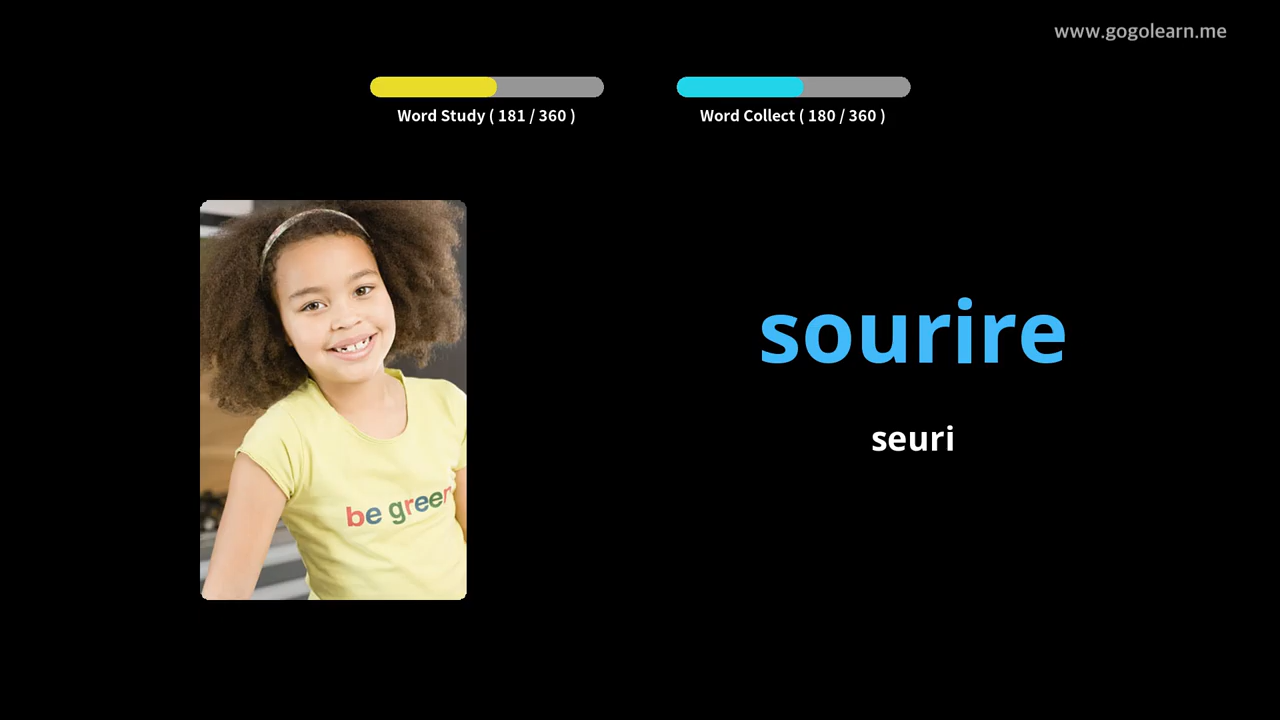 www.gogolearn.me
Word Study ( 181 / 360 )
Word Collect ( 180 / 360 )
sourire
seuri
be green